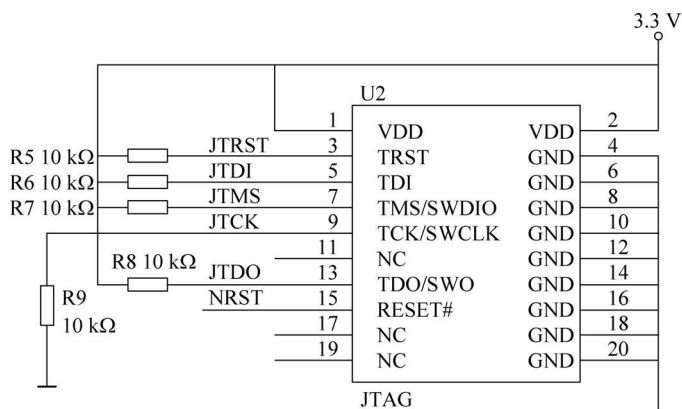 3.3 V
U2
1 VDD VDD 2
JTRST 3 TRST GND 4
R5 10 kΩ
JTDI 5 TDI GND 6
R6 10 kΩ
JTMS 7 TMS/SWDIO GND 8
R7 10 kΩ
JTCK 9 TCK/SWCLK GND 10
11 NC GND 12
R8 10 kΩ
JTDO 13 TDO/SWO GND 14
R9
10 kΩ
NRST 15 RESET# GND 16
17 NC GND 18
19 NC GND 20
JTAG